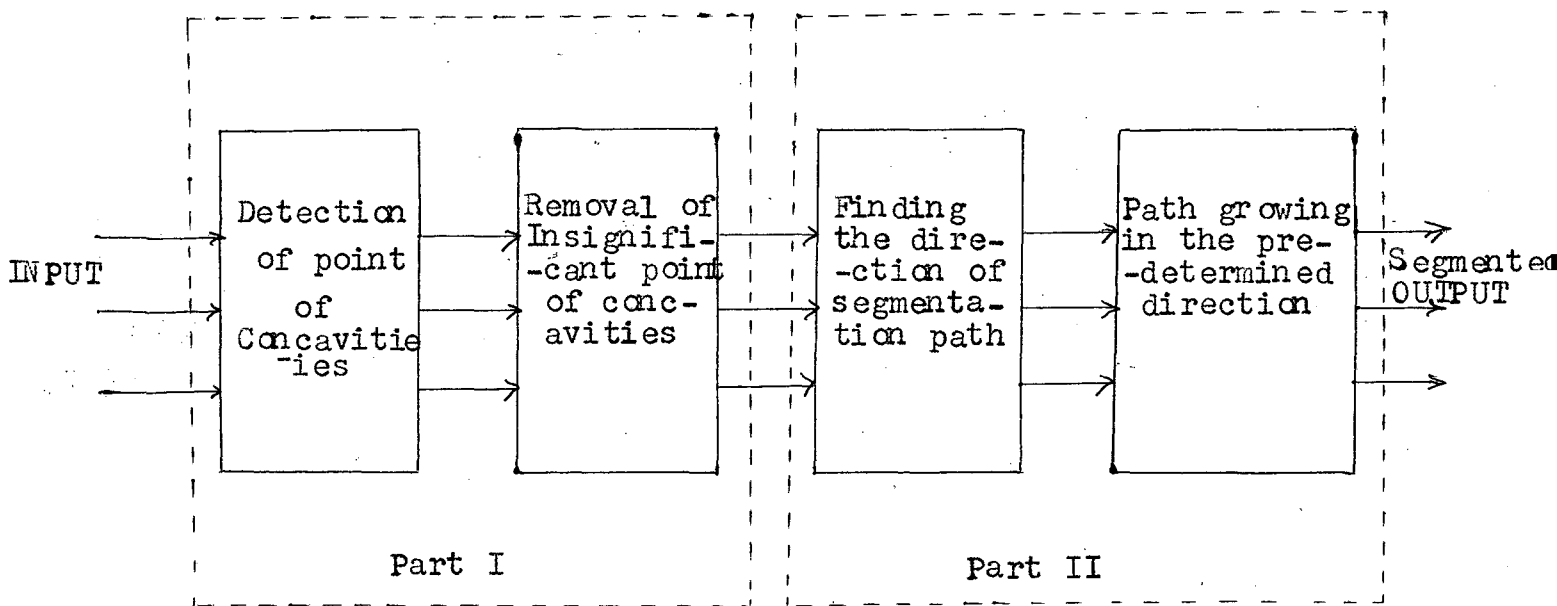 INPUT
Detection
of point
of
Concavitie
-ies
Removal of
Insignifi-
-cant point
of conc-
avities
Finding
the dire-
-ction of
segmenta-
tion path
Path growing
in the pre-
-determined
direction
Segmented
OUTPUT
Part I
Part II